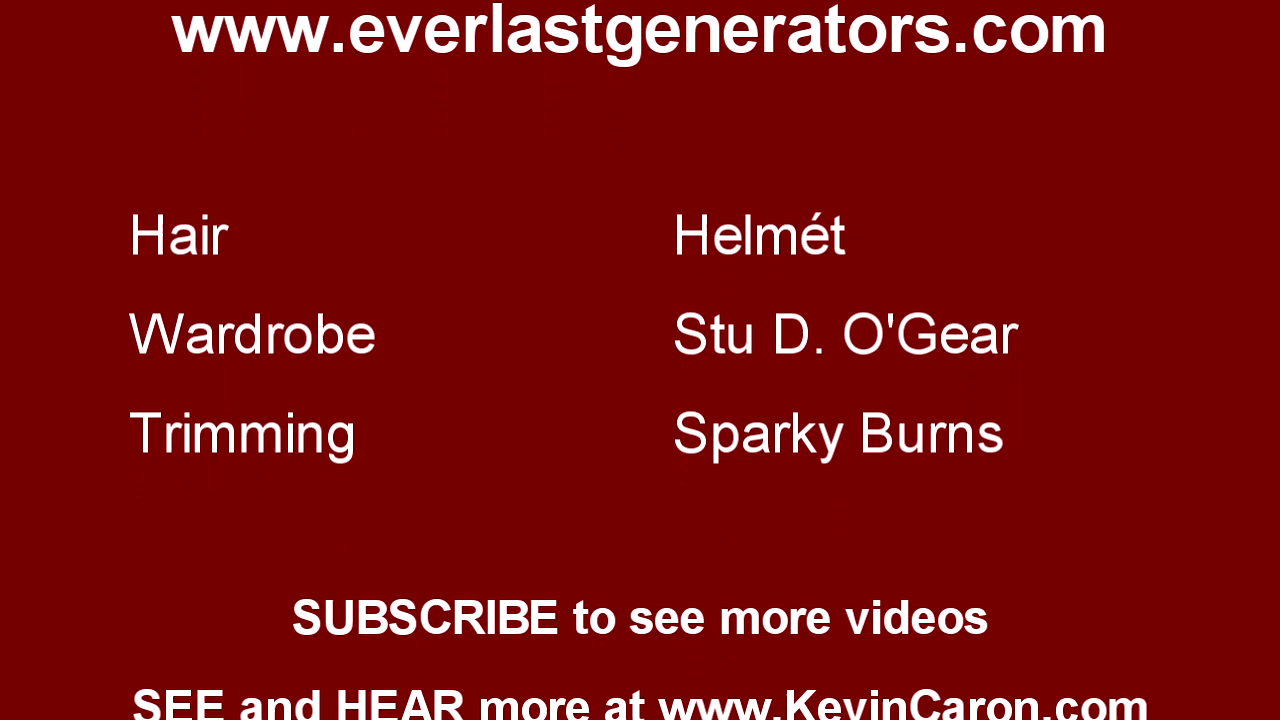 www.everlastgenerators.com
Hair Helmét
Wardrobe Stu D. O'Gear
Trimming Sparky Burns
SUBSCRIBE to see more videos
SEE and HEAR more at www.KevinCaron.com